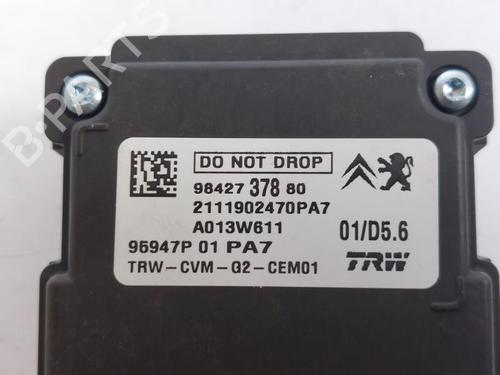 B-PARTS
DO NOT DROP
98427 378 80
2111902470PA7
A013W611
01/D5.6
95947P 01 PA7
TRW-CVM-G2-CEM01
TRW